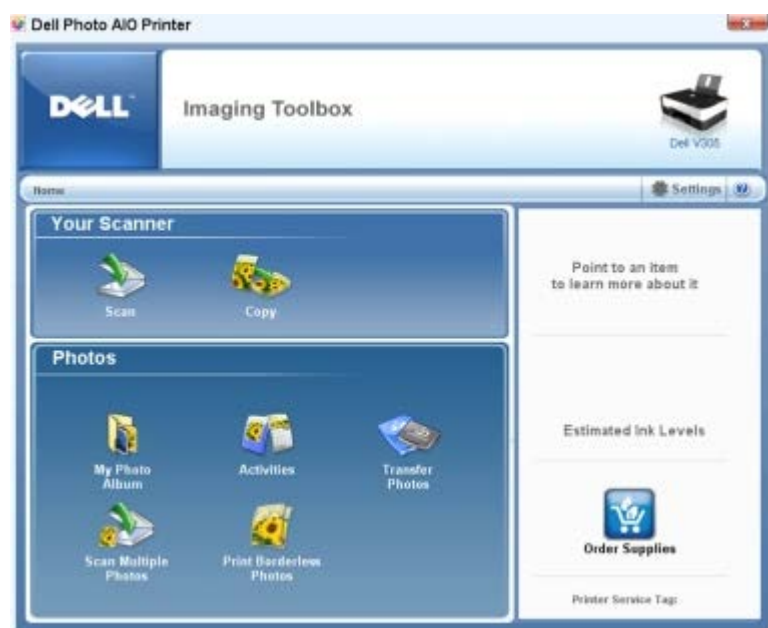 Dell Photo AIO Printer
DELL
Imaging Toolbox
Dell V305
Home
Settings
?
Your Scanner
Scan
Copy
Point to an item
to learn more about it
Photos
My Photo
Album
Activities
Transfer
Photos
Estimated Ink Levels
Scan Multiple
Photos
Print Borderless
Photos
Order Supplies
Printer Service Tag: